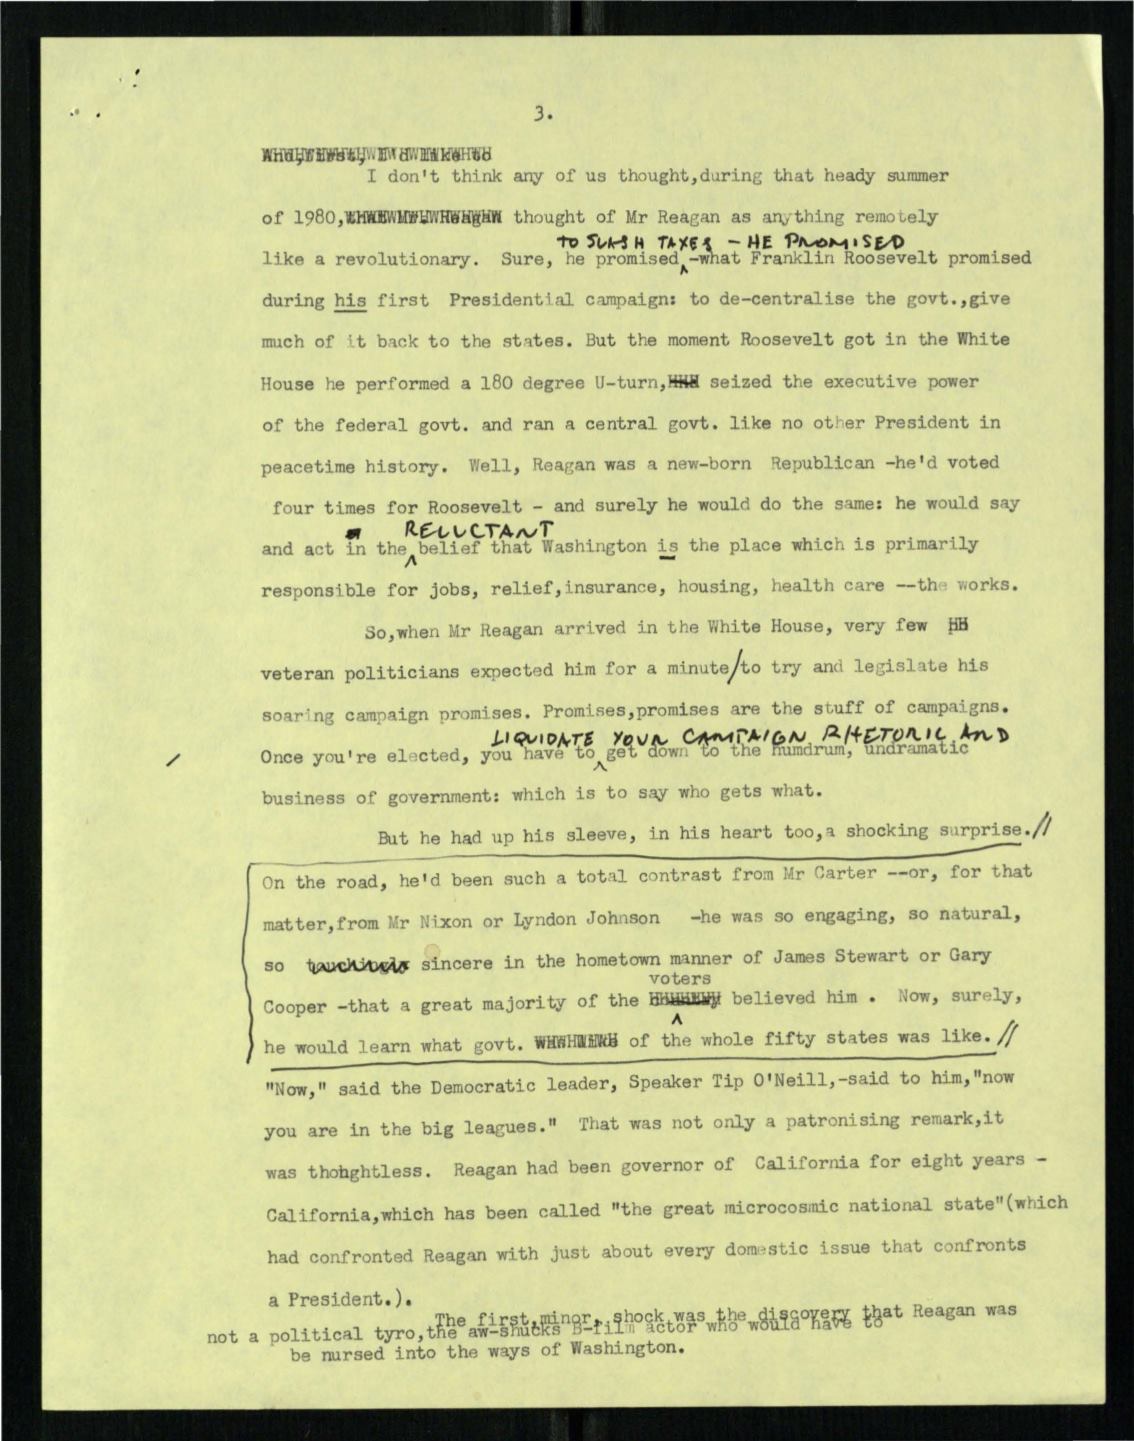 3.
And, first, I'd like to
I don't think any of us thought,during that heady summer
of 1980, thought of Mr Reagan as anything remotely
TO SLASH TAXES - HE PROMISED
like a revolutionary. Sure, he promised -what Franklin Roosevelt promised
during his first Presidential campaign: to de-centralise the govt.,give
much of it back to the states. But the moment Roosevelt got in the White
House he performed a 180 degree U-turn, seized the executive power
of the federal govt. and ran a central govt. like no other President in
peacetime history. Well, Reagan was a new-born Republican -he'd voted
four times for Roosevelt - and surely he would do the same: he would say
RELUCTANT
and act in the belief that Washington is the place which is primarily
responsible for jobs, relief,insurance, housing, health care --the works.
So,when Mr Reagan arrived in the White House, very few
veteran politicians expected him for a minute/to try and legislate his
soaring campaign promises. Promises,promises are the stuff of campaigns.
LIQUIDATE YOUR CAMPAIGN RHETORIC AND
Once you're elected, you have to get down to the humdrum, undramatic
business of government: which is to say who gets what.
But he had up his sleeve, in his heart too,a shocking surprise.//
On the road, he'd been such a total contrast from Mr Carter --or, for that
matter,from Mr Nixon or Lyndon Johnson -he was so engaging, so natural,
so sincere in the hometown manner of James Stewart or Gary
voters
Cooper -that a great majority of the believed him . Now, surely,
he would learn what govt. of the whole fifty states was like.//
"Now," said the Democratic leader, Speaker Tip O'Neill,-said to him,"now
you are in the big leagues." That was not only a patronising remark,it
was thohghtless. Reagan had been governor of California for eight years -
California,which has been called "the great microcosmic national state"(which
had confronted Reagan with just about every domestic issue that confronts
a President.).
The first,minor, shock was the discovery that Reagan was
not a political tyro,the aw-shucks B-film actor who would have to
be nursed into the ways of Washington.